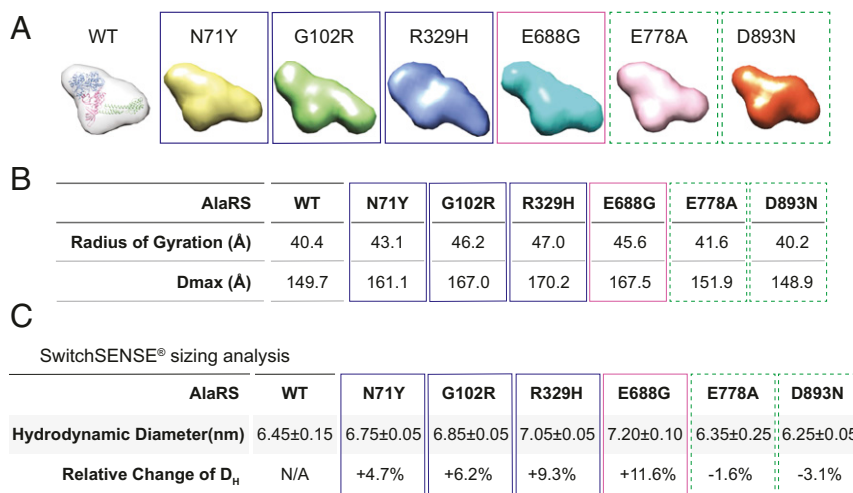 A
WT N71Y G102R R329H E688G E778A D893N
B
AlaRS WT N71Y G102R R329H E688G E778A D893N
Radius of Gyration (Å) 40.4 43.1 46.2 47.0 45.6 41.6 40.2
Dmax (Å) 149.7 161.1 167.0 170.2 167.5 151.9 148.9
C
SwitchSENSE® sizing analysis
AlaRS WT N71Y G102R R329H E688G E778A D893N
Hydrodynamic Diameter(nm) 6.45±0.15 6.75±0.05 6.85±0.05 7.05±0.05 7.20±0.10 6.35±0.25 6.25±0.05
Relative Change of D_H N/A +4.7% +6.2% +9.3% +11.6% -1.6% -3.1%